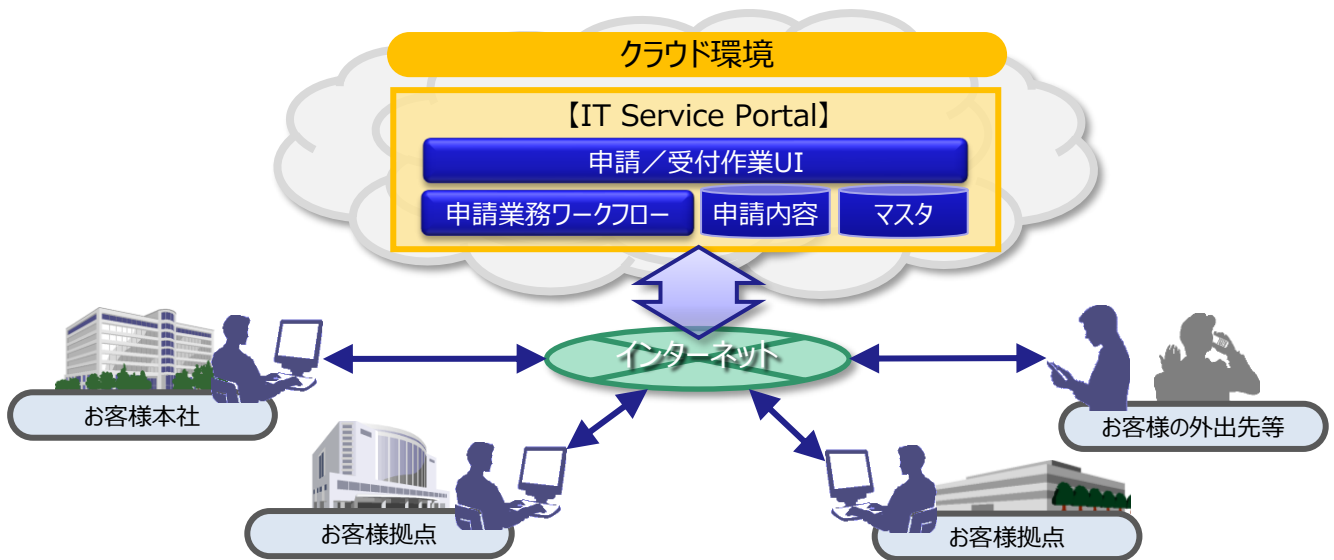 クラウド環境
【IT Service Portal】
申請／受付作業UI
申請業務ワークフロー
申請内容
マスタ
インターネット
お客様本社
お客様の外出先等
お客様拠点
お客様拠点